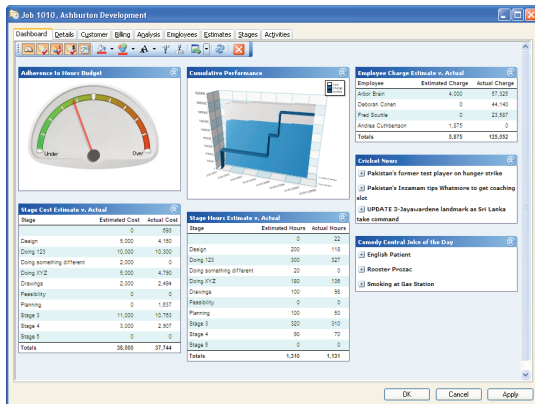 Job 1010 , Ashburton Development
Dashboard Details Customer Billing Analysis Employees Estimates Stages Activities
Adherence to Hours Budget
Under Over
Cumulative Performance
Employee Charge Estimate v. Actual
Employee Estimated Charge Actual Charge
Arbor Brain 4,000 57,325
Deborah Cohen 0 44,140
Fred Scuttle 0 23,587
Andrea Cuthbertson 1,875 0
Totals 5,875 125,052
Cricket News
Pakistan's former test player on hunger strike
Pakistan's Inzamam tips Whatmore to get coaching
slot
UPDATE 3-Jayawardene landmark as Sri Lanka
take command
Comedy Central Joke of the Day
English Patient
Rooster Prozac
Smoking at Gas Station
Stage Cost Estimate v. Actual
Stage Estimated Cost Actual Cost
0 593
Design 5,000 4,160
Doing 123 10,000 10,300
Doing something different 2,000 0
Doing XYZ 5,000 4,790
Drawings 2,000 2,494
Feasibility 0 0
Planning 0 1,637
Stage 3 11,000 10,763
Stage 4 3,000 2,907
Stage 5 0 0
Totals 38,000 37,744
Stage Hours Estimate v. Actual
Stage Estimated Hours Actual Hours
0 22
Design 200 118
Doing 123 300 327
Doing something different 20 0
Doing XYZ 180 136
Drawings 100 98
Feasibility 0 0
Planning 100 50
Stage 3 320 310
Stage 4 90 70
Stage 5 0 0
Totals 1,310 1,131
OK Cancel Apply